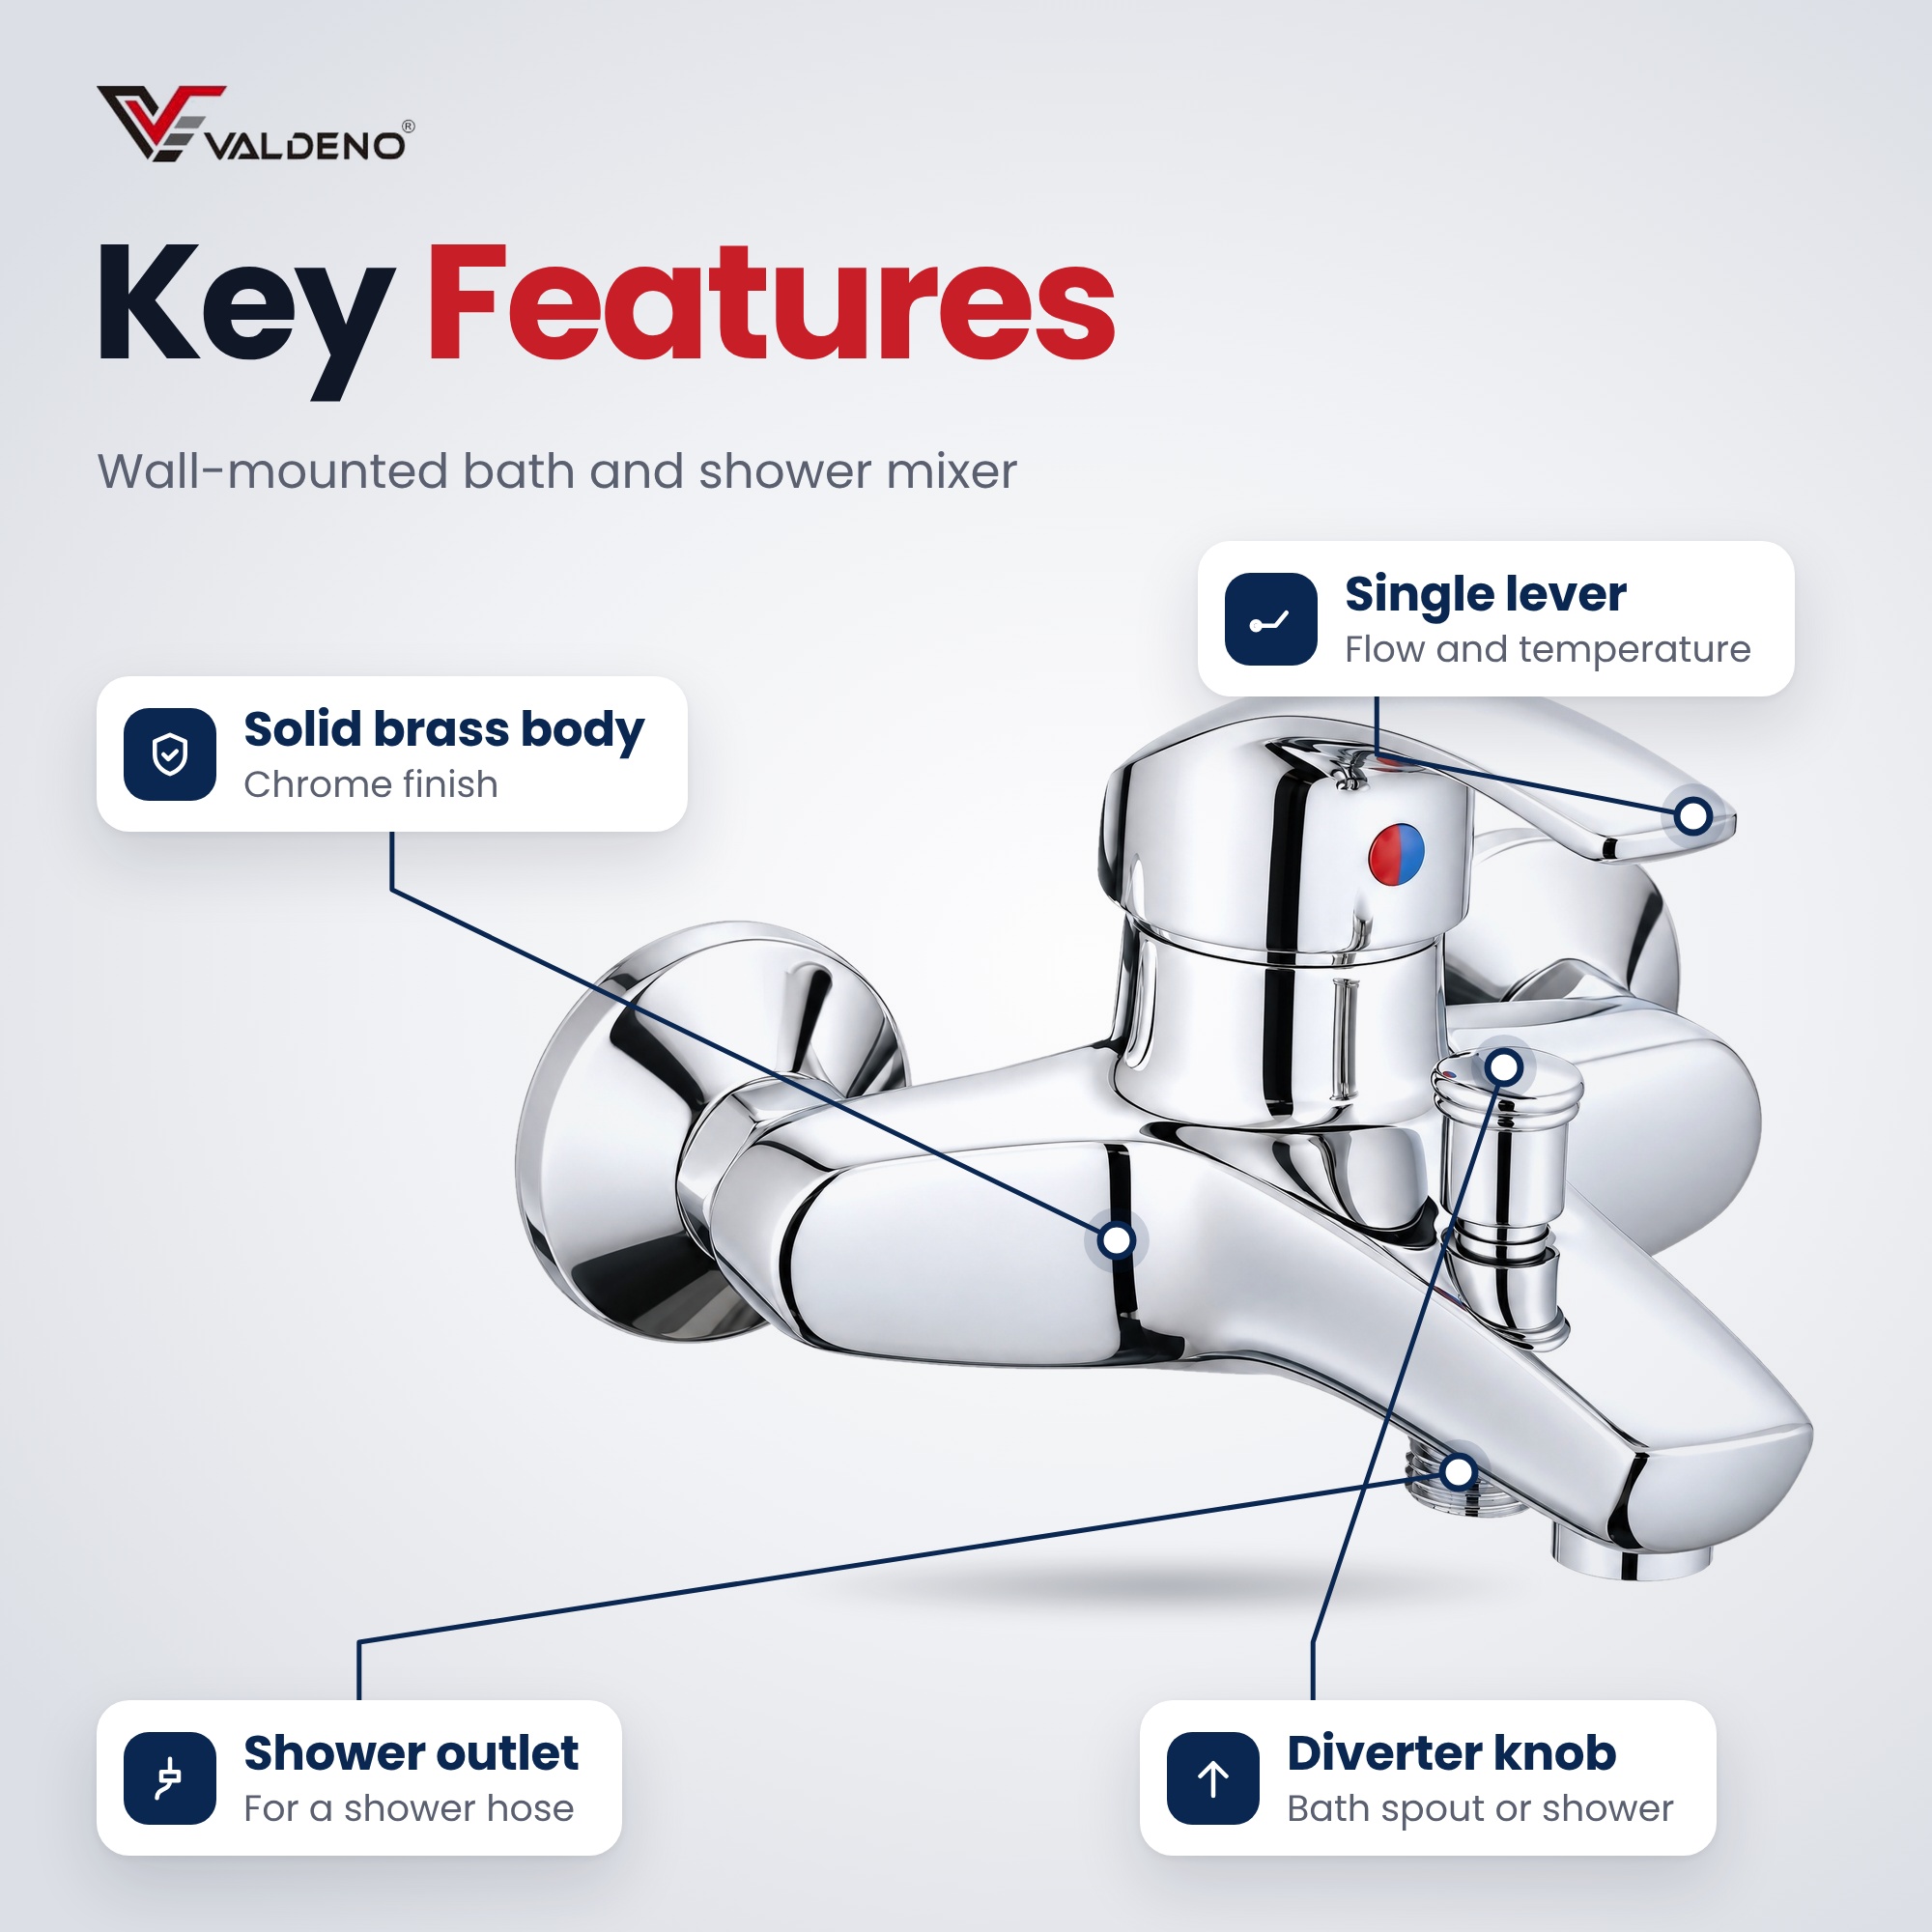 VALDENO®
Key Features
Wall-mounted bath and shower mixer
Single lever
Flow and temperature
Solid brass body
Chrome finish
Shower outlet
For a shower hose
Diverter knob
Bath spout or shower